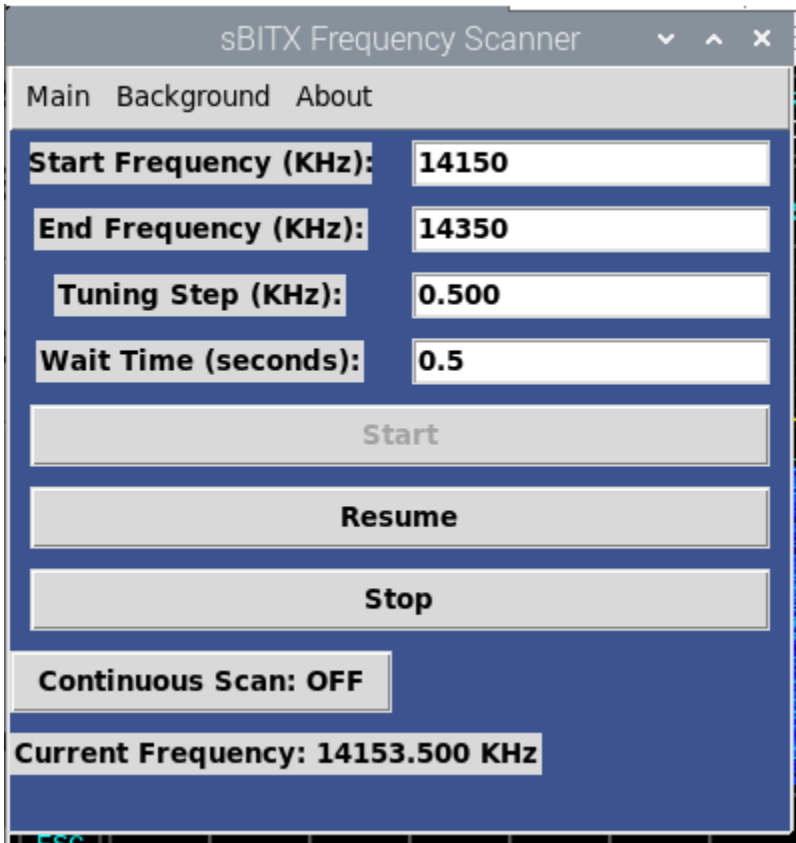 sBITX Frequency Scanner
Main Background About
Start Frequency (KHz): 14150
End Frequency (KHz): 14350
Tuning Step (KHz): 0.500
Wait Time (seconds): 0.5
Start
Resume
Stop
Continuous Scan: OFF
Current Frequency: 14153.500 KHz
ESC